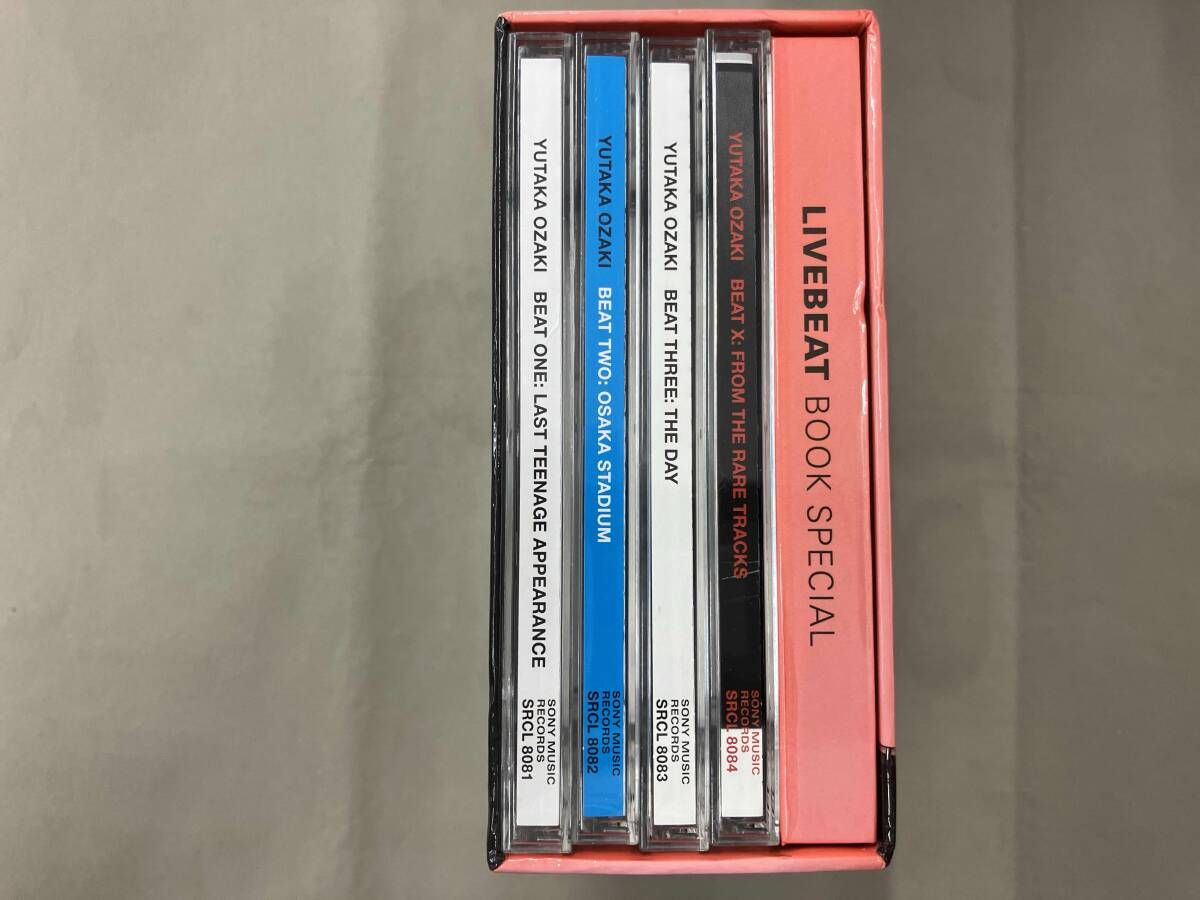 YUTAKA OZAKI BEAT ONE: LAST TEENAGE APPEARANCE
SONY MUSIC
RECORDS
SRCL 8081
YUTAKA OZAKI BEAT TWO: OSAKA STADIUM
SONY MUSIC
RECORDS
SRCL 8082
YUTAKA OZAKI BEAT THREE: THE DAY
SONY MUSIC
RECORDS
SRCL 8083
YUTAKA OZAKI BEAT X: FROM THE RARE TRACKS
SONY MUSIC
RECORDS
SRCL 8084
LIVEBEAT BOOK SPECIAL